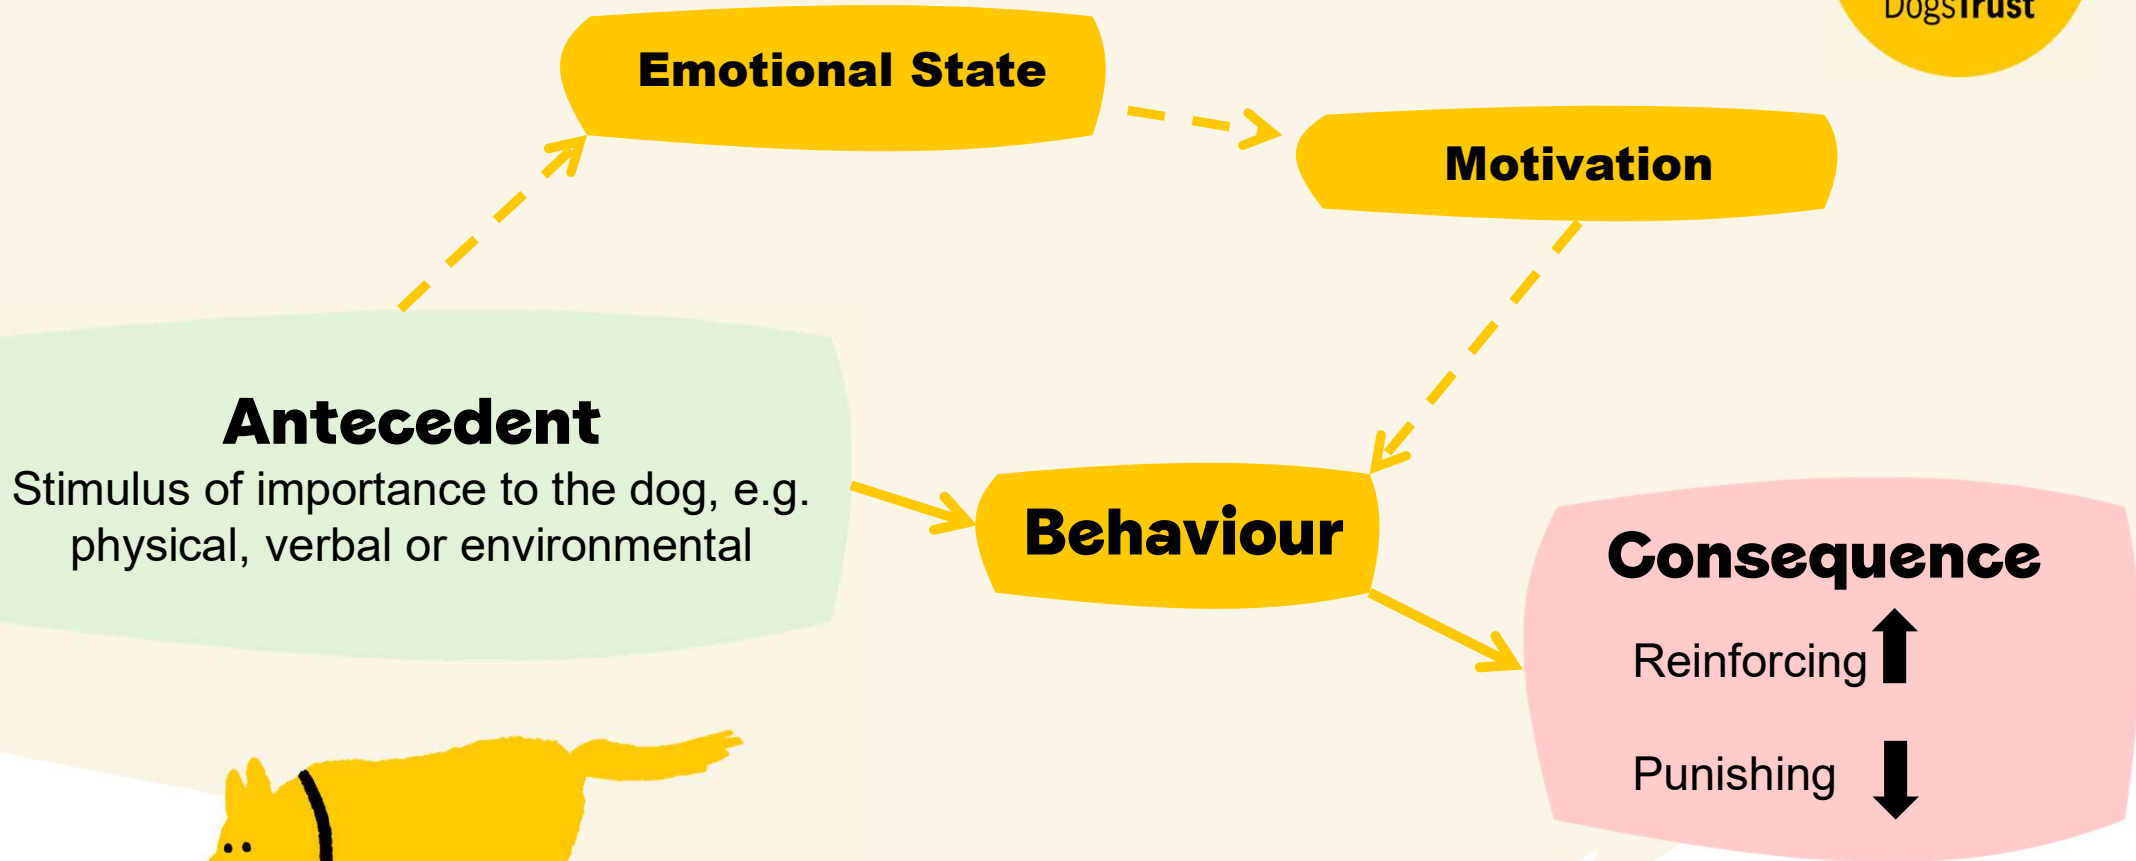 DogsTrust
Emotional State
Motivation
Antecedent
Stimulus of importance to the dog, e.g.
physical, verbal or environmental
Behaviour
Consequence
Reinforcing
Punishing